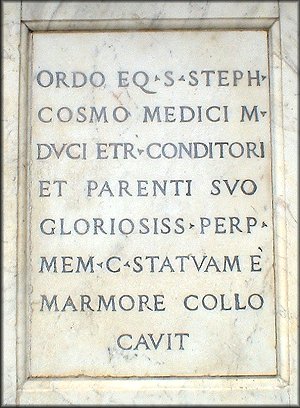 ORDO EQ·S·STEPH·
COSMO MEDICI M·
DVCI ETR·CONDITORI
ET PARENTI SVO
GLORIOSISS·PERP·
MEM·C·STATVAM È
MARMORE COLLO
CAVIT